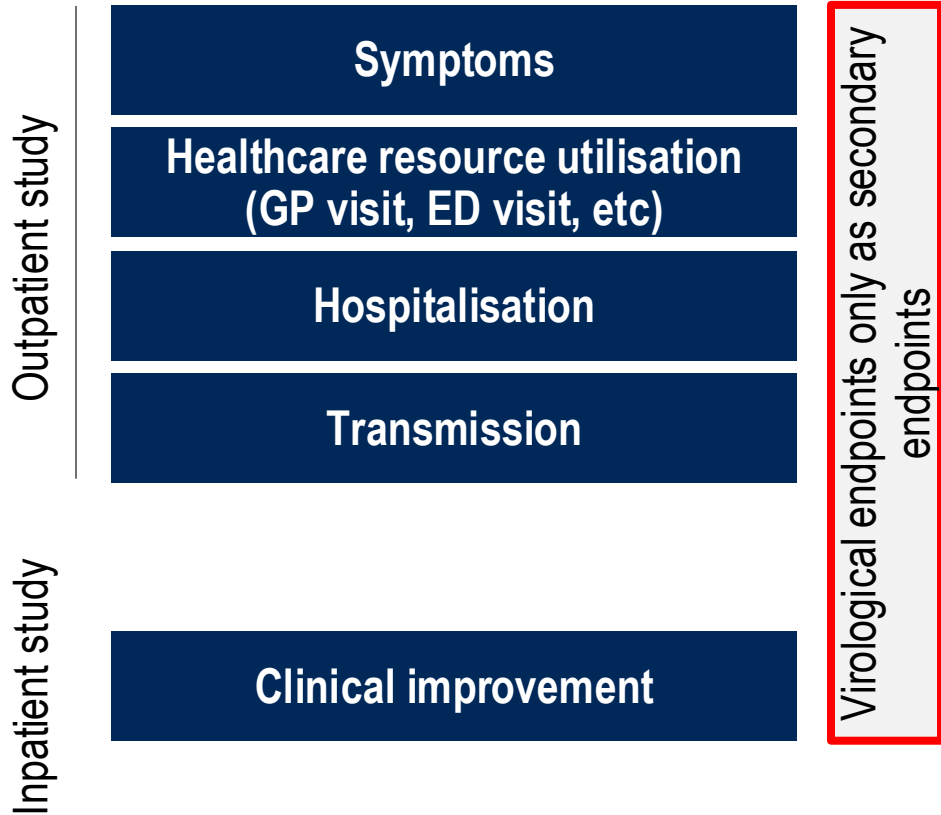 Outpatient study
Symptoms
Healthcare resource utilisation
(GP visit, ED visit, etc)
Hospitalisation
Transmission
Inpatient study
Clinical improvement
Virological endpoints only as secondary
endpoints